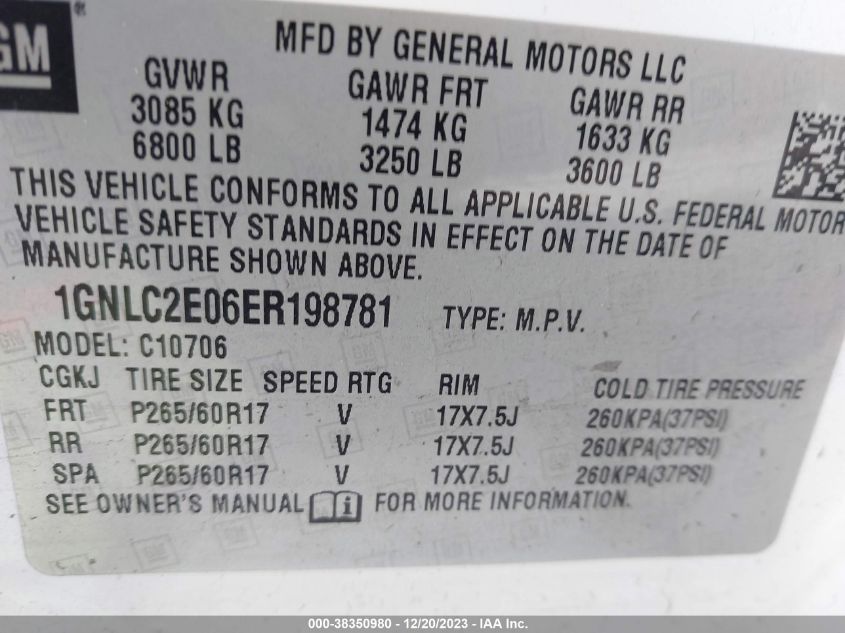 GM®
MFD BY GENERAL MOTORS LLC
GVWR GAWR FRT GAWR RR
3085 KG 1474 KG 1633 KG
6800 LB 3250 LB 3600 LB
THIS VEHICLE CONFORMS TO ALL APPLICABLE U.S. FEDERAL MOTOR
VEHICLE SAFETY STANDARDS IN EFFECT ON THE DATE OF
MANUFACTURE SHOWN ABOVE.
1GNLC2E06ER198781 TYPE: M.P.V.
MODEL: C10706
CGKJ TIRE SIZE SPEED RTG RIM COLD TIRE PRESSURE
FRT P265/60R17 V 17X7.5J 260KPA(37PSI)
RR P265/60R17 V 17X7.5J 260KPA(37PSI)
SPA P265/60R17 V 17X7.5J 260KPA(37PSI)
SEE OWNER'S MANUAL i FOR MORE INFORMATION.
000-38350980 - 12/20/2023 - IAA Inc.